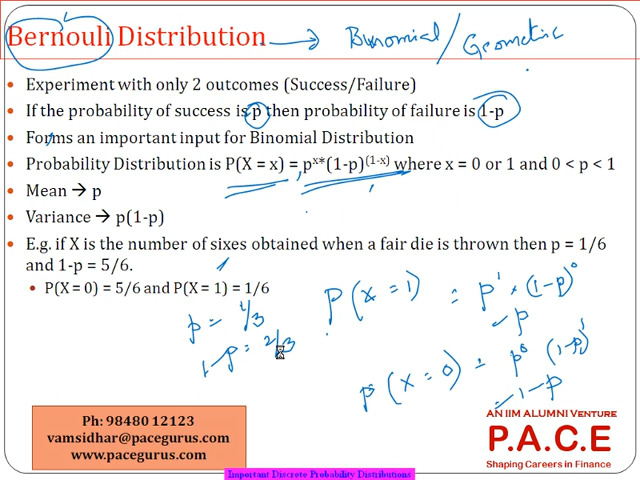 Bernouli Distribution → Binomial / Geometric
• Experiment with only 2 outcomes (Success/Failure)
• If the probability of success is p then probability of failure is 1-p
• Forms an important input for Binomial Distribution
• Probability Distribution is P(X = x) = p^x*(1-p)^(1-x) where x = 0 or 1 and 0 < p < 1
• Mean → p
• Variance → p(1-p)
• E.g. if X is the number of sixes obtained when a fair die is thrown then p = 1/6
and 1-p = 5/6.
• P(X = 0) = 5/6 and P(X = 1) = 1/6
P(X = 1) = p^1 × (1-p)^0
= p
p = 1/3
1-p = 2/3
P(X = 0) = p^0 (1-p)^1
= 1-p
Ph: 98480 12123
vamsidhar@pacegurus.com
www.pacegurus.com
AN IIM ALUMNI VENTURE
P.A.C.E
Shaping Careers in Finance
Important Discrete Probability Distributions